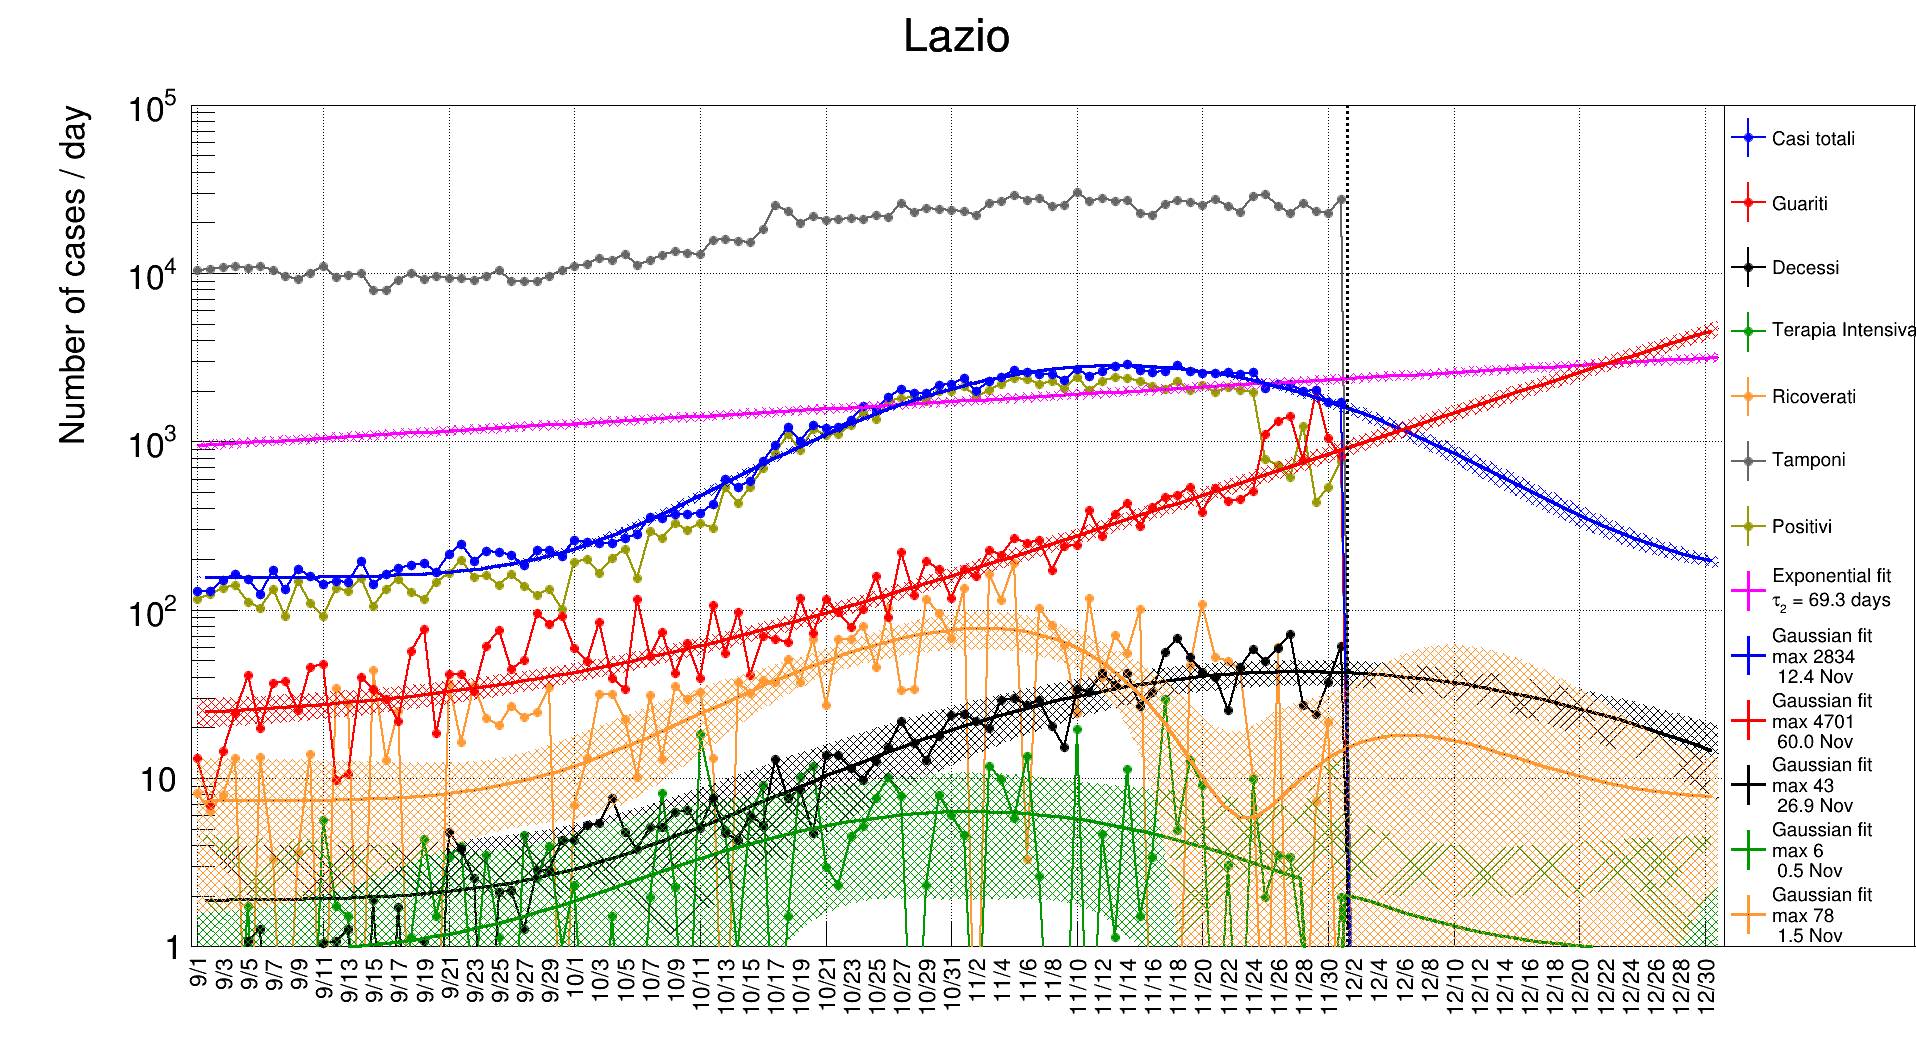 Lazio
Number of cases / day
10^5
10^4
10^3
10^2
10
1
9/1 9/3 9/5 9/7 9/9 9/11 9/13 9/15 9/17 9/19 9/21 9/23 9/25 9/27 9/29 10/1 10/3 10/5 10/7 10/9 10/11 10/13 10/15 10/17 10/19 10/21 10/23 10/25 10/27 10/29 10/31 11/2 11/4 11/6 11/8 11/10 11/12 11/14 11/16 11/18 11/20 11/22 11/24 11/26 11/28 11/30 12/2 12/4 12/6 12/8 12/10 12/12 12/14 12/16 12/18 12/20 12/22 12/24 12/26 12/28 12/30
Casi totali
Guariti
Decessi
Terapia Intensiva
Ricoverati
Tamponi
Positivi
Exponential fit
τ₂ = 69.3 days
Gaussian fit
max 2834
12.4 Nov
Gaussian fit
max 4701
60.0 Nov
Gaussian fit
max 43
26.9 Nov
Gaussian fit
max 6
0.5 Nov
Gaussian fit
max 78
1.5 Nov